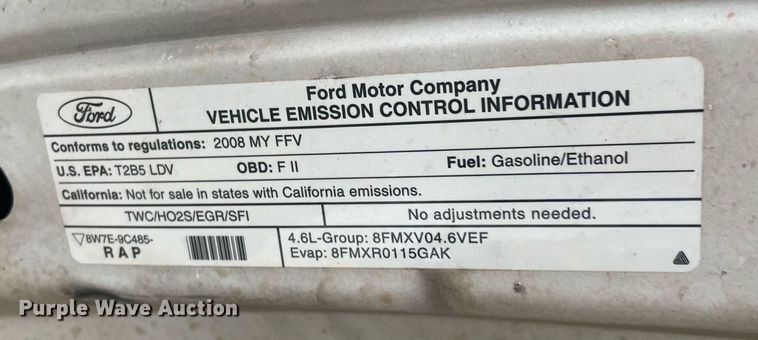 Ford
Ford Motor Company
VEHICLE EMISSION CONTROL INFORMATION
Conforms to regulations: 2008 MY FFV
U.S. EPA: T2B5 LDV OBD: F II Fuel: Gasoline/Ethanol
California: Not for sale in states with California emissions.
TWC/HO2S/EGR/SFI No adjustments needed.
▽8W7E-9C485- 4.6L-Group: 8FMXV04.6VEF
R A P Evap: 8FMXR0115GAK
Purple Wave Auction